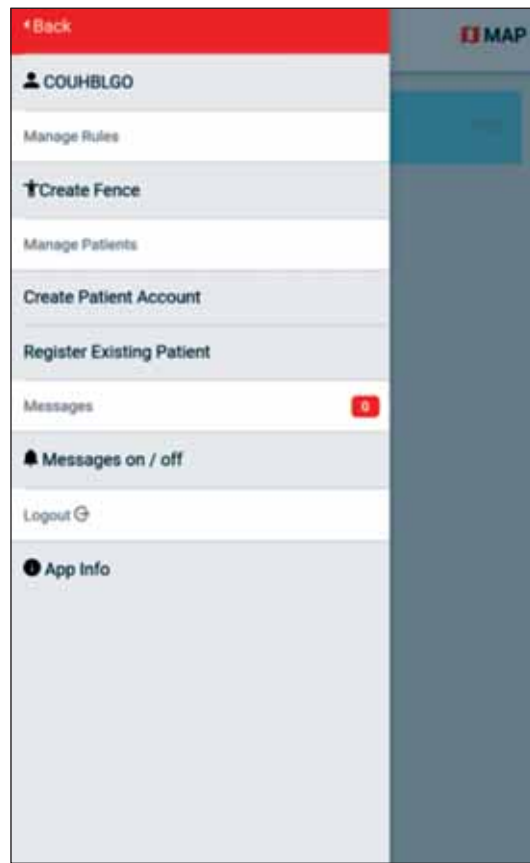 Back
MAP
COUHBLGO
Manage Rules
Create Fence
Manage Patients
Create Patient Account
Register Existing Patient
Messages 0
Messages on / off
Logout
App Info